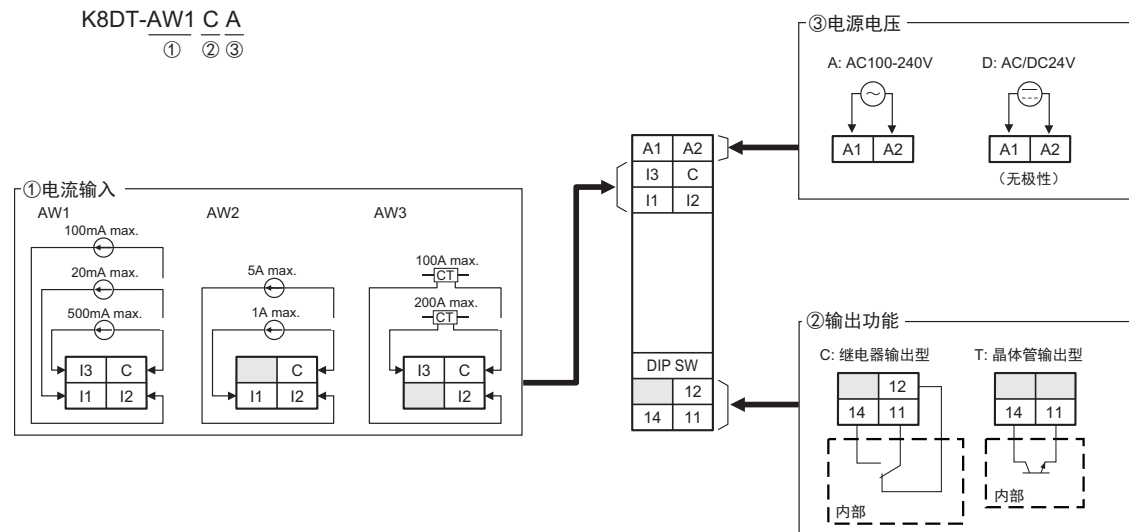 K8DT-AW1 C A
① ② ③
③电源电压
A: AC100-240V
D: AC/DC24V
A1 A2
A1 A2
（无极性）
A1 A2
I3 C
I1 I2
DIP SW
12
14 11
①电流输入
AW1
100mA max.
20mA max.
500mA max.
I3 C
I1 I2
AW2
5A max.
1A max.
C
I1 I2
AW3
100A max.
CT
200A max.
CT
I3 C
I2
②输出功能
C: 继电器输出型
12
14 11
内部
T: 晶体管输出型
14 11
内部